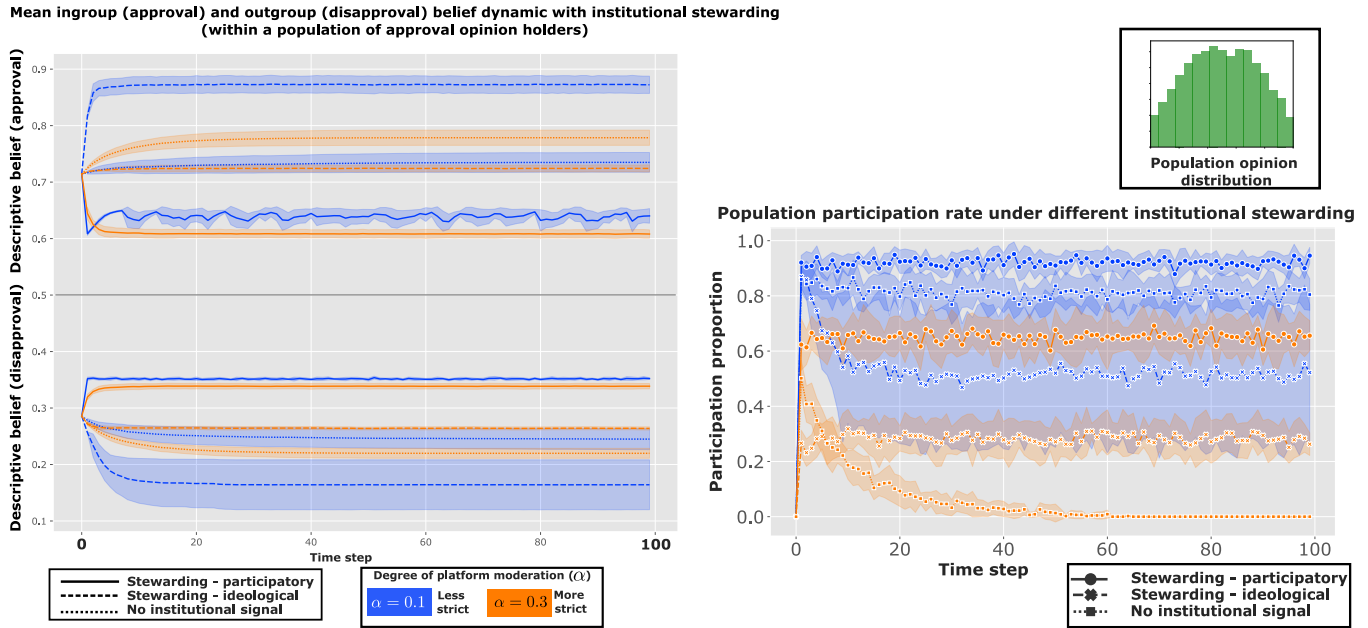 Mean ingroup (approval) and outgroup (disapproval) belief dynamic with institutional stewarding
(within a population of approval opinion holders)
Descriptive belief (approval)
Descriptive belief (disapproval)
0.9
0.8
0.7
0.6
0.5
0.4
0.3
0.2
0.1
0
20
40
60
80
100
Time step
Stewarding - participatory
Stewarding - ideological
No institutional signal
Degree of platform moderation (α)
α = 0.1
Less
strict
α = 0.3
More
strict
Population opinion
distribution
Population participation rate under different institutional stewarding
Participation proportion
1.0
0.8
0.6
0.4
0.2
0.0
0
20
40
60
80
100
Time step
Stewarding - participatory
Stewarding - ideological
No institutional signal